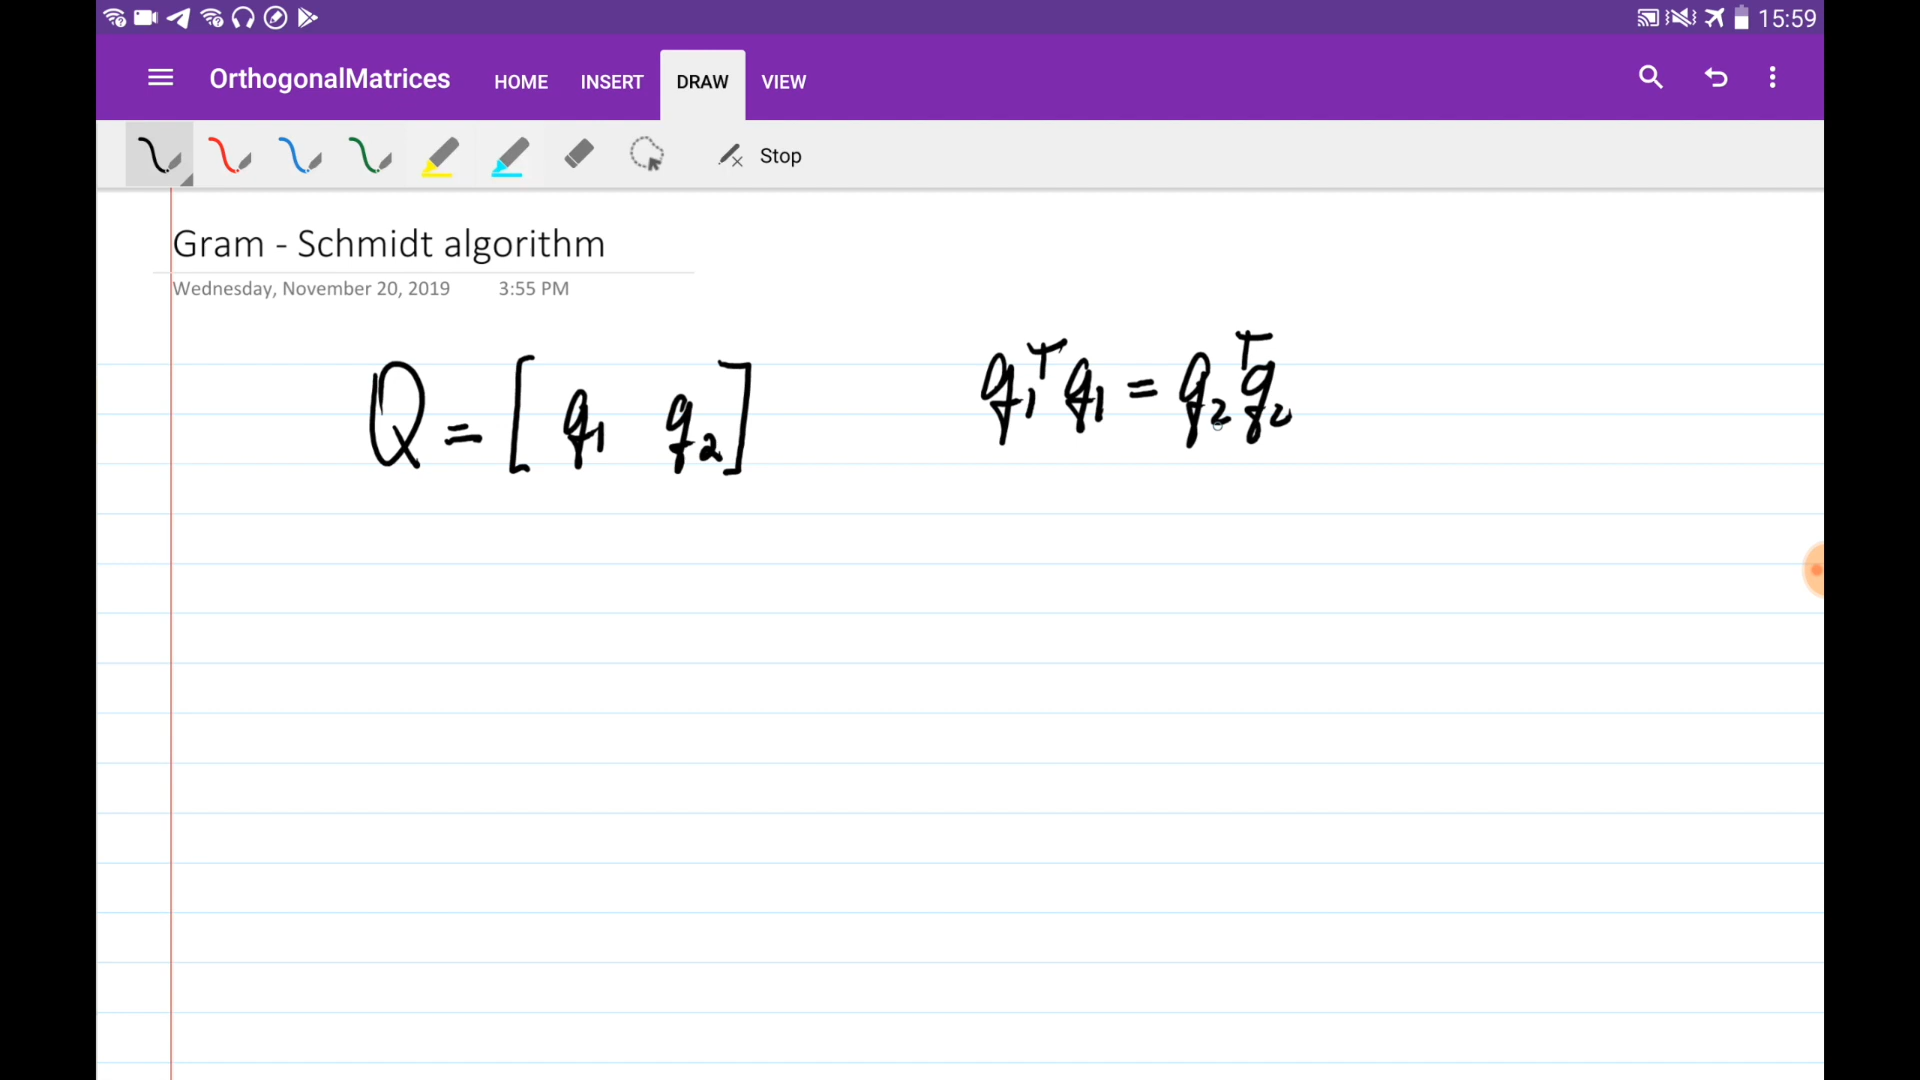 15:59
OrthogonalMatrices HOME INSERT DRAW VIEW
Stop
Gram - Schmidt algorithm
Wednesday, November 20, 2019 3:55 PM
Q = [ q₁ q₂ ] q₁ᵀ q₁ = q₂ᵀ q₂